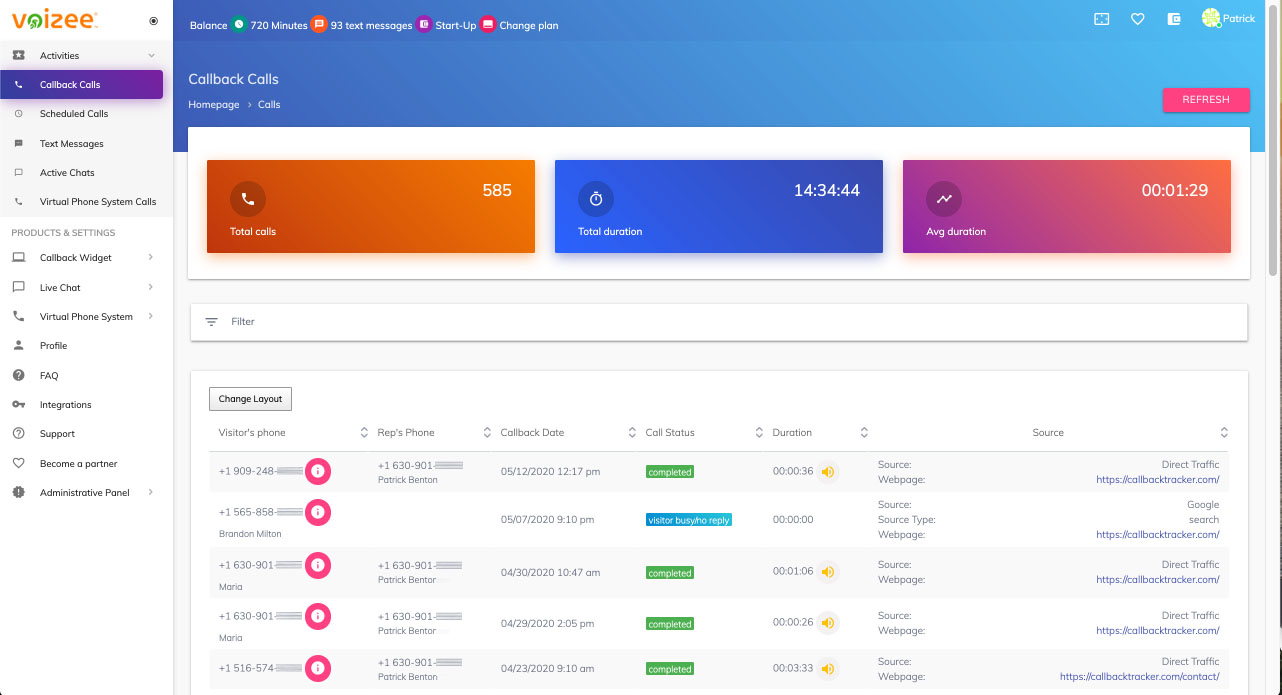 voizee
Balance 720 Minutes 93 text messages Start-Up Change plan
Patrick
Activities
Callback Calls
Scheduled Calls
Text Messages
Active Chats
Virtual Phone System Calls
PRODUCTS & SETTINGS
Callback Widget
Live Chat
Virtual Phone System
Profile
FAQ
Integrations
Support
Become a partner
Administrative Panel
Callback Calls
Homepage > Calls
REFRESH
585
Total calls
14:34:44
Total duration
00:01:29
Avg duration
Filter
Change Layout
Visitor's phone Rep's Phone Callback Date Call Status Duration Source
+1 909-248- +1 630-901- 05/12/2020 12:17 pm completed 00:00:36 Source: Direct Traffic
Patrick Benton Webpage: https://callbacktracker.com/
+1 565-858- 05/07/2020 9:10 pm visitor busy/no reply 00:00:00 Source: Google
Source Type: search
Brandon Milton Webpage: https://callbacktracker.com/
+1 630-901- +1 630-901- 04/30/2020 10:47 am completed 00:01:06 Source: Direct Traffic
Maria Patrick Benton Webpage: https://callbacktracker.com/
+1 630-901- +1 630-901- 04/29/2020 2:05 pm completed 00:00:26 Source: Direct Traffic
Maria Patrick Benton Webpage: https://callbacktracker.com/
+1 516-574- +1 630-901- 04/23/2020 9:10 am completed 00:03:33 Source: Direct Traffic
Patrick Benton Webpage: https://callbacktracker.com/contact/